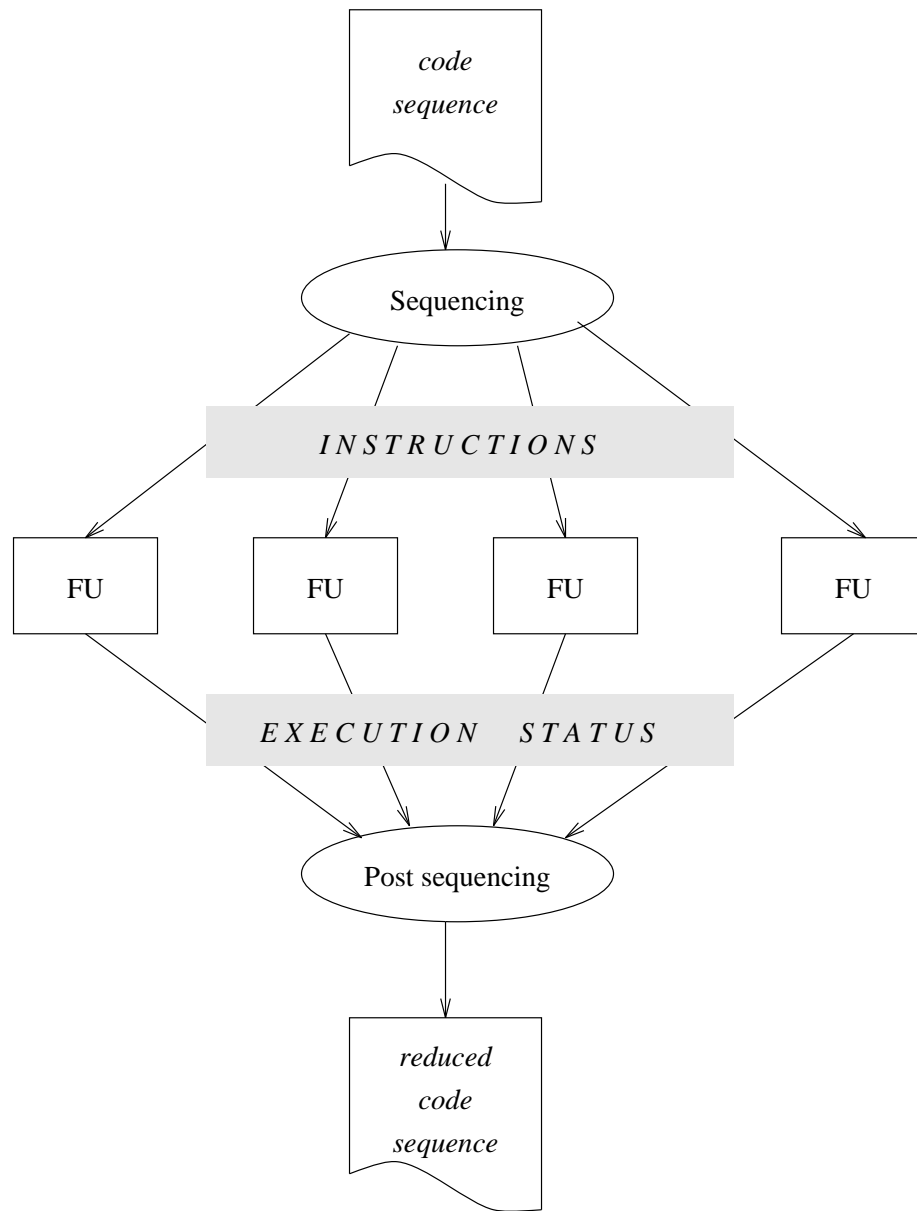 code
sequence
Sequencing
INSTRUCTIONS
FU FU FU FU
EXECUTION STATUS
Post sequencing
reduced
code
sequence